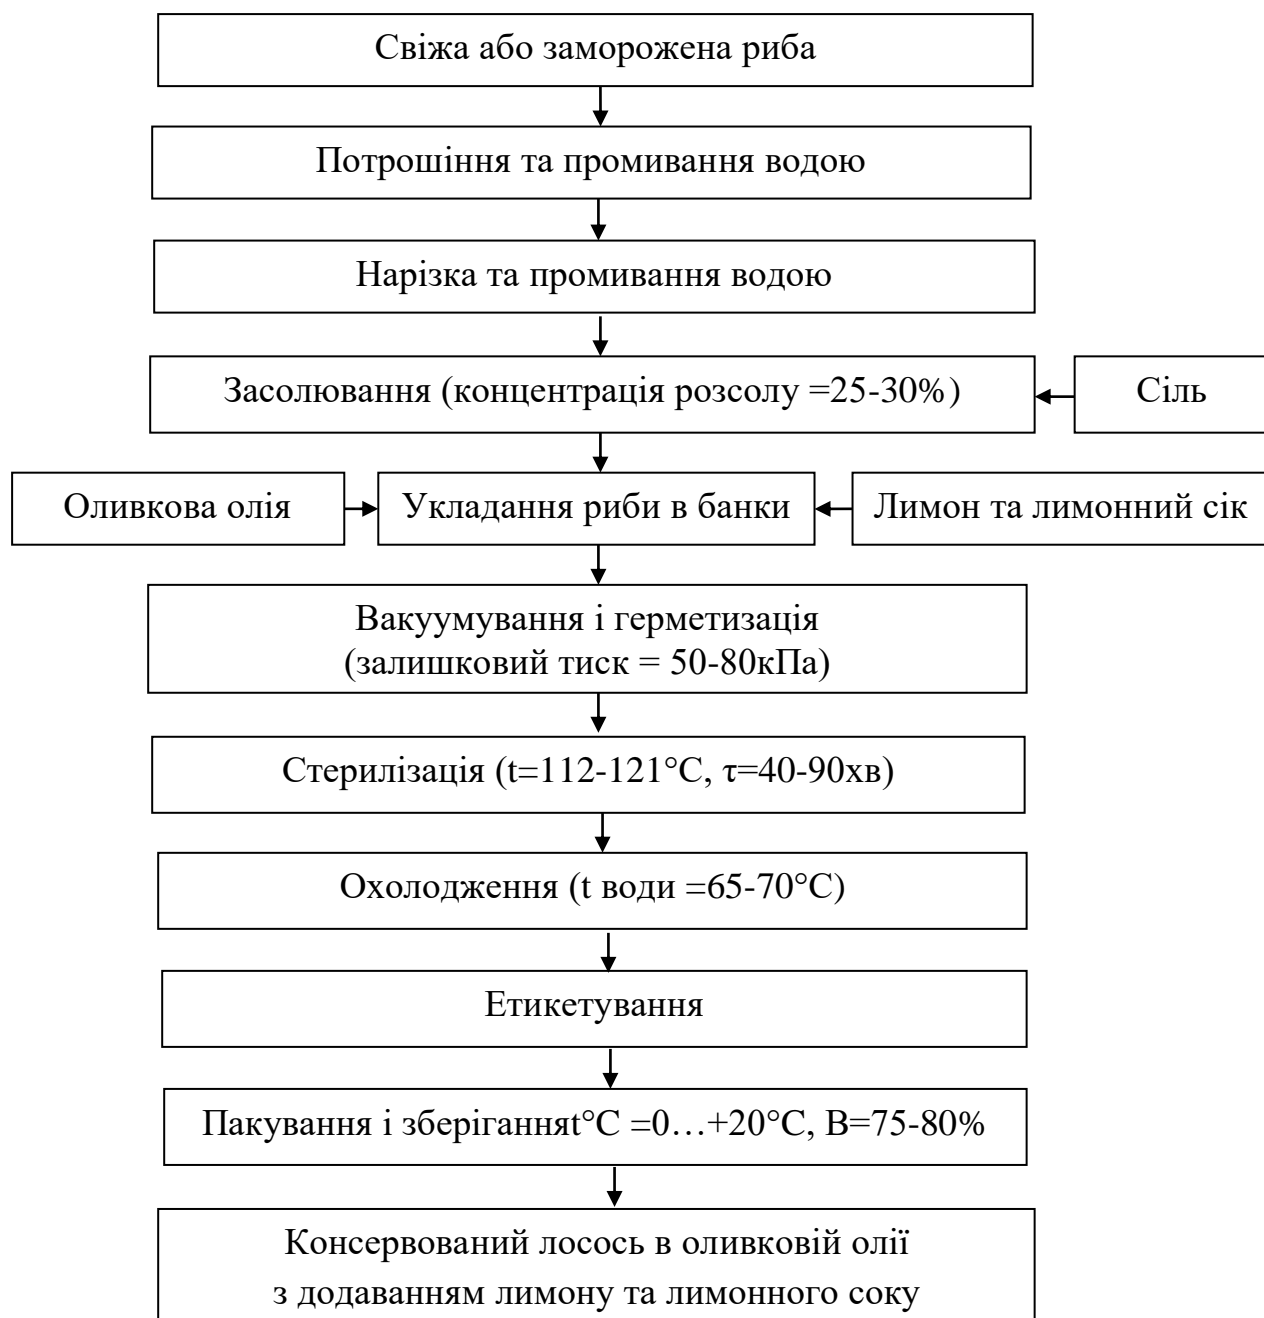 Свіжа або заморожена риба
Потрошіння та промивання водою
Нарізка та промивання водою
Засолювання (концентрація розсолу =25-30%)
Сіль
Оливкова олія
Укладання риби в банки
Лимон та лимонний сік
Вакуумування і герметизація
(залишковий тиск = 50-80кПа)
Стерилізація (t=112-121°C, τ=40-90хв)
Охолодження (t води =65-70°C)
Етикетування
Пакування і зберіганняt°C =0…+20°C, В=75-80%
Консервований лосось в оливковій олії
з додаванням лимону та лимонного соку